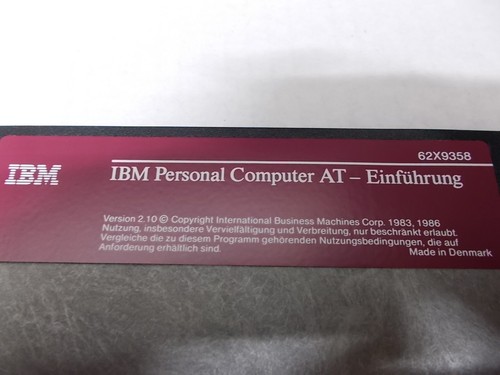 62X9358
IBM
IBM Personal Computer AT – Einführung
Version 2.10 © Copyright International Business Machines Corp. 1983, 1986
Nutzung, insbesondere Vervielfältigung und Verbreitung, nur beschränkt erlaubt.
Vergleiche die zu diesem Programm gehörenden Nutzungsbedingungen, die auf
Anforderung erhältlich sind.
Made in Denmark